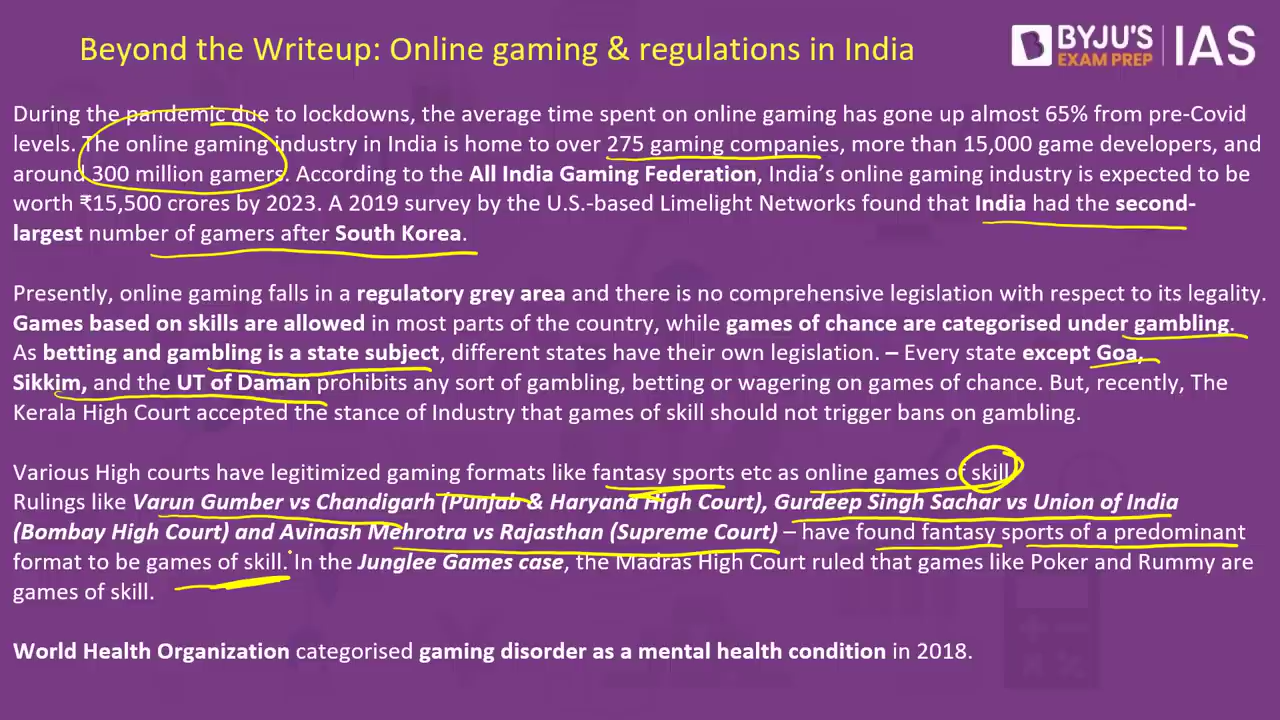 Beyond the Writeup: Online gaming & regulations in India
BYJU'S
EXAM PREP
IAS
During the pandemic due to lockdowns, the average time spent on online gaming has gone up almost 65% from pre-Covid
levels. The online gaming industry in India is home to over 275 gaming companies, more than 15,000 game developers, and
around 300 million gamers. According to the All India Gaming Federation, India's online gaming industry is expected to be
worth ₹15,500 crores by 2023. A 2019 survey by the U.S.-based Limelight Networks found that India had the second-
largest number of gamers after South Korea.
Presently, online gaming falls in a regulatory grey area and there is no comprehensive legislation with respect to its legality.
Games based on skills are allowed in most parts of the country, while games of chance are categorised under gambling.
As betting and gambling is a state subject, different states have their own legislation. – Every state except Goa,
Sikkim, and the UT of Daman prohibits any sort of gambling, betting or wagering on games of chance. But, recently, The
Kerala High Court accepted the stance of Industry that games of skill should not trigger bans on gambling.
Various High courts have legitimized gaming formats like fantasy sports etc as online games of skill
Rulings like Varun Gumber vs Chandigarh (Punjab & Haryana High Court), Gurdeep Singh Sachar vs Union of India
(Bombay High Court) and Avinash Mehrotra vs Rajasthan (Supreme Court) – have found fantasy sports of a predominant
format to be games of skill. In the Junglee Games case, the Madras High Court ruled that games like Poker and Rummy are
games of skill.
World Health Organization categorised gaming disorder as a mental health condition in 2018.